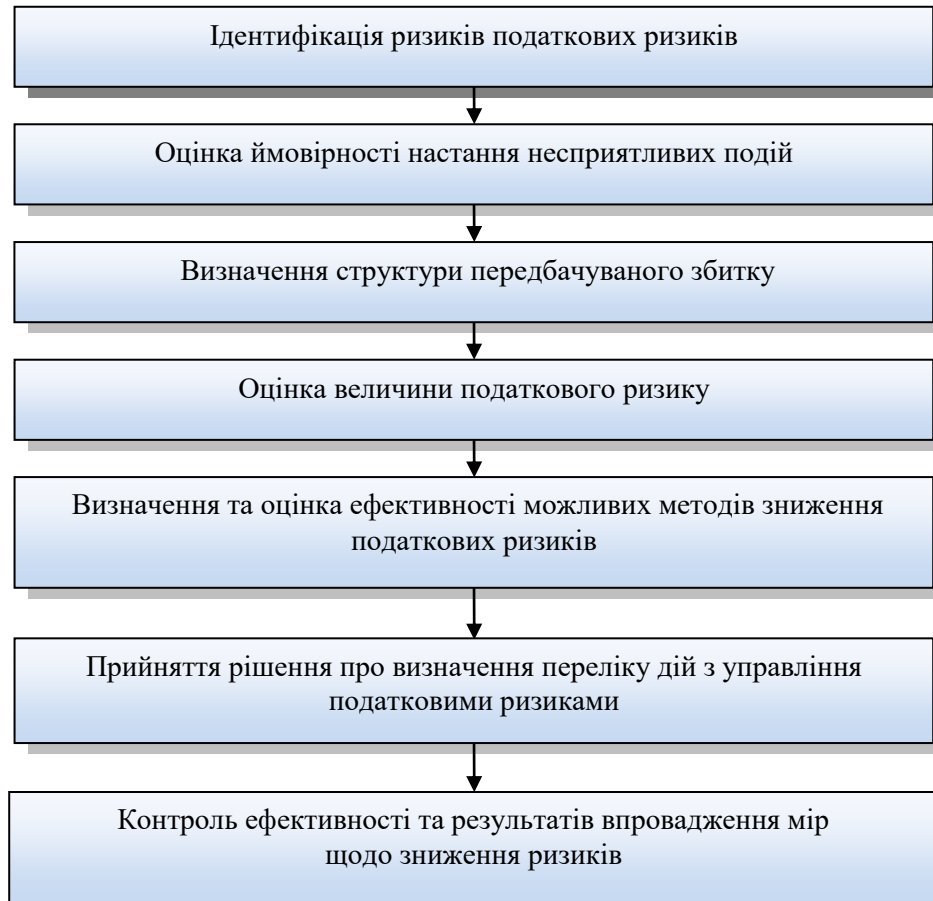 Ідентифікація ризиків податкових ризиків
Оцінка ймовірності настання несприятливих подій
Визначення структури передбачуваного збитку
Оцінка величини податкового ризику
Визначення та оцінка ефективності можливих методів зниження
податкових ризиків
Прийняття рішення про визначення переліку дій з управління
податковими ризиками
Контроль ефективності та результатів впровадження мір
щодо зниження ризиків